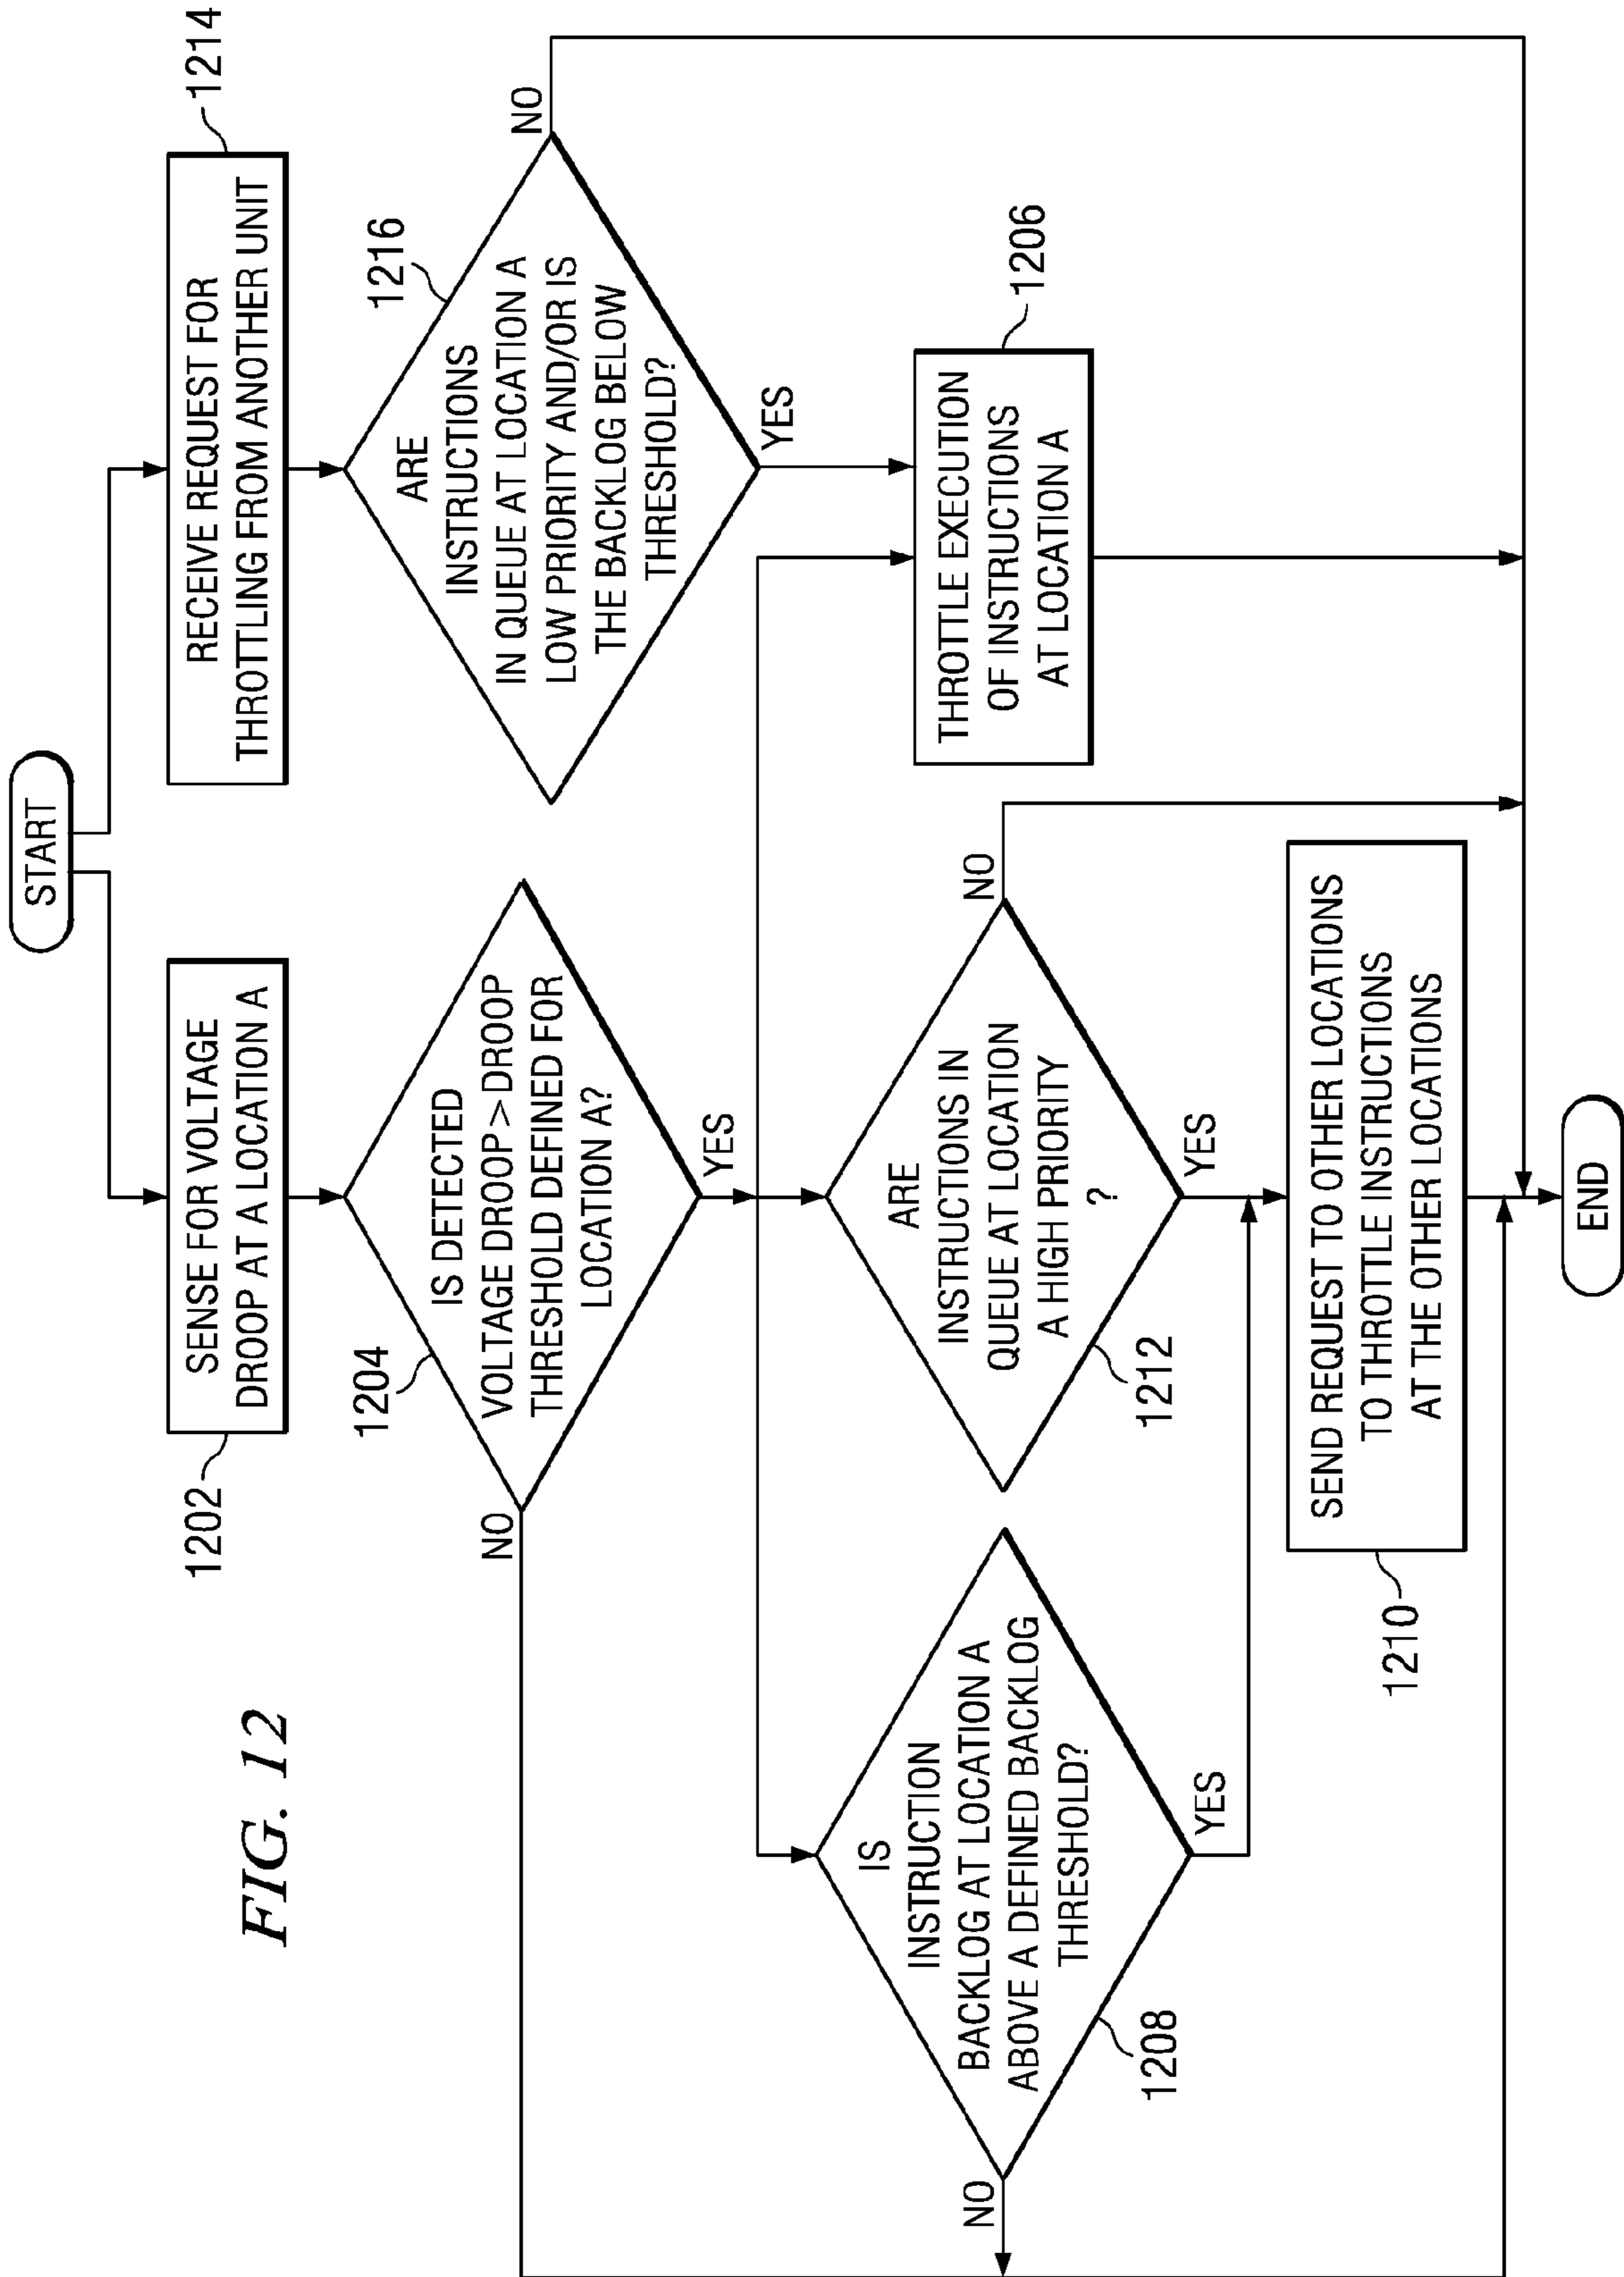 FIG. 12
START
1202
SENSE FOR VOLTAGE
DROOP AT A LOCATION A
RECEIVE REQUEST FOR
THROTTLING FROM ANOTHER UNIT
1214
1204
IS DETECTED
VOLTAGE DROOP > DROOP
THRESHOLD DEFINED FOR
LOCATION A?
NO
YES
1216
ARE
INSTRUCTIONS
IN QUEUE AT LOCATION A
LOW PRIORITY AND/OR IS
THE BACKLOG BELOW
THRESHOLD?
NO
YES
IS
INSTRUCTION
BACKLOG AT LOCATION A
ABOVE A DEFINED BACKLOG
THRESHOLD?
NO
YES
1208
ARE
INSTRUCTIONS IN
QUEUE AT LOCATION
A HIGH PRIORITY
?
NO
YES
1212
THROTTLE EXECUTION
OF INSTRUCTIONS
AT LOCATION A
1206
SEND REQUEST TO OTHER LOCATIONS
TO THROTTLE INSTRUCTIONS
AT THE OTHER LOCATIONS
1210
END